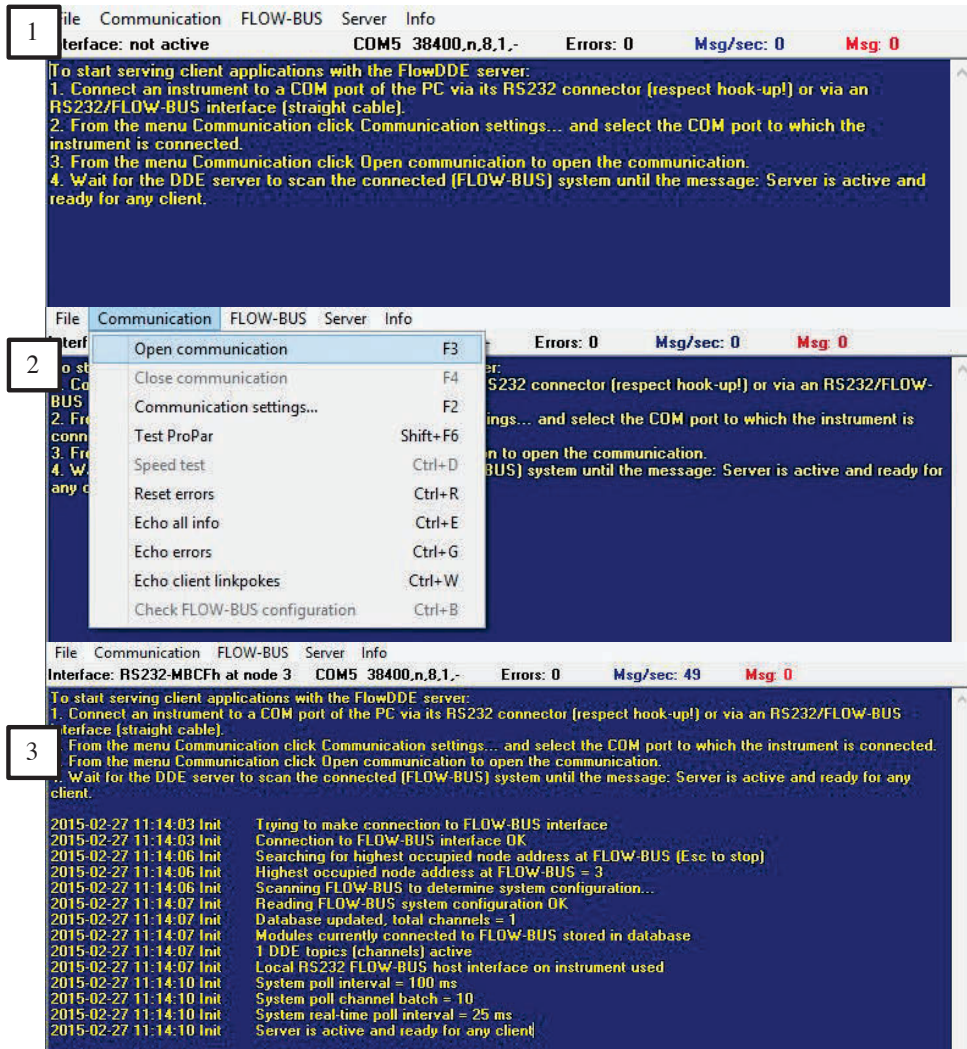 1
File Communication FLOW-BUS Server Info
nterface: not active COM5 38400,n,8,1,- Errors: 0 Msg/sec: 0 Msg: 0
To start serving client applications with the FlowDDE server:
1. Connect an instrument to a COM port of the PC via its RS232 connector (respect hook-up!) or via an
RS232/FLOW-BUS interface (straight cable).
2. From the menu Communication click Communication settings... and select the COM port to which the
instrument is connected.
3. From the menu Communication click Open communication to open the communication.
4. Wait for the DDE server to scan the connected (FLOW-BUS) system until the message: Server is active and
ready for any client.
File Communication FLOW-BUS Server Info
Interf Errors: 0 Msg/sec: 0 Msg: 0
2
Open communication F3
Close communication F4
Communication settings... F2
Test ProPar Shift+F6
Speed test Ctrl+D
Reset errors Ctrl+R
Echo all info Ctrl+E
Echo errors Ctrl+G
Echo client linkpokes Ctrl+W
Check FLOW-BUS configuration Ctrl+B
o st er:
. Co S232 connector (respect hook-up!) or via an RS232/FLOW-
BUS
2. Fro ings... and select the COM port to which the instrument is
conn
3. Fro n to open the communication.
4. W BUS) system until the message: Server is active and ready for
any c
File Communication FLOW-BUS Server Info
Interface: RS232-MBCFh at node 3 COM5 38400,n,8,1,- Errors: 0 Msg/sec: 49 Msg: 0
3
To start serving client applications with the FlowDDE server:
1. Connect an instrument to a COM port of the PC via its RS232 connector (respect hook-up!) or via an RS232/FLOW-BUS
nterface (straight cable).
. From the menu Communication click Communication settings... and select the COM port to which the instrument is connected.
. From the menu Communication click Open communication to open the communication.
. Wait for the DDE server to scan the connected (FLOW-BUS) system until the message: Server is active and ready for any
client.
2015-02-27 11:14:03 Init Trying to make connection to FLOW-BUS interface
2015-02-27 11:14:03 Init Connection to FLOW-BUS interface OK
2015-02-27 11:14:06 Init Searching for highest occupied node address at FLOW-BUS (Esc to stop)
2015-02-27 11:14:06 Init Highest occupied node address at FLOW-BUS = 3
2015-02-27 11:14:06 Init Scanning FLOW-BUS to determine system configuration...
2015-02-27 11:14:07 Init Reading FLOW-BUS system configuration OK
2015-02-27 11:14:07 Init Database updated, total channels = 1
2015-02-27 11:14:07 Init Modules currently connected to FLOW-BUS stored in database
2015-02-27 11:14:07 Init 1 DDE topics (channels) active
2015-02-27 11:14:07 Init Local RS232 FLOW-BUS host interface on instrument used
2015-02-27 11:14:10 Init System poll interval = 100 ms
2015-02-27 11:14:10 Init System poll channel batch = 10
2015-02-27 11:14:10 Init System real-time poll interval = 25 ms
2015-02-27 11:14:10 Init Server is active and ready for any client